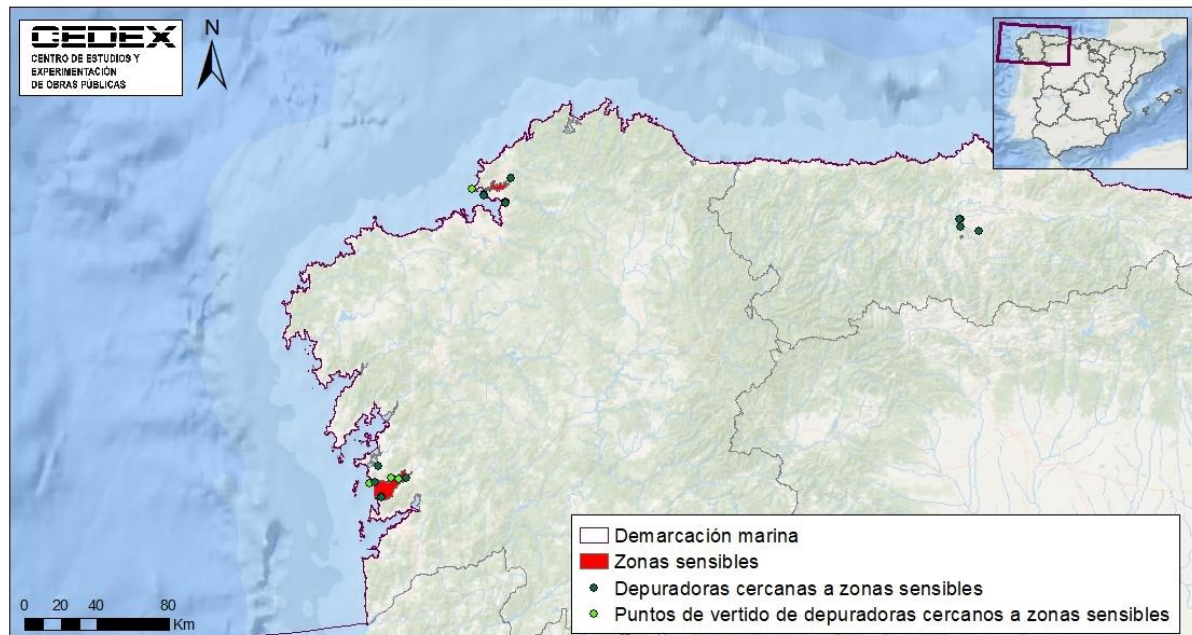 CEDEX
CENTRO DE ESTUDIOS Y
EXPERIMENTACIÓN
DE OBRAS PÚBLICAS
N
Demarcación marina
Zonas sensibles
Depuradoras cercanas a zonas sensibles
Puntos de vertido de depuradoras cercanos a zonas sensibles
0 20 40 80
Km